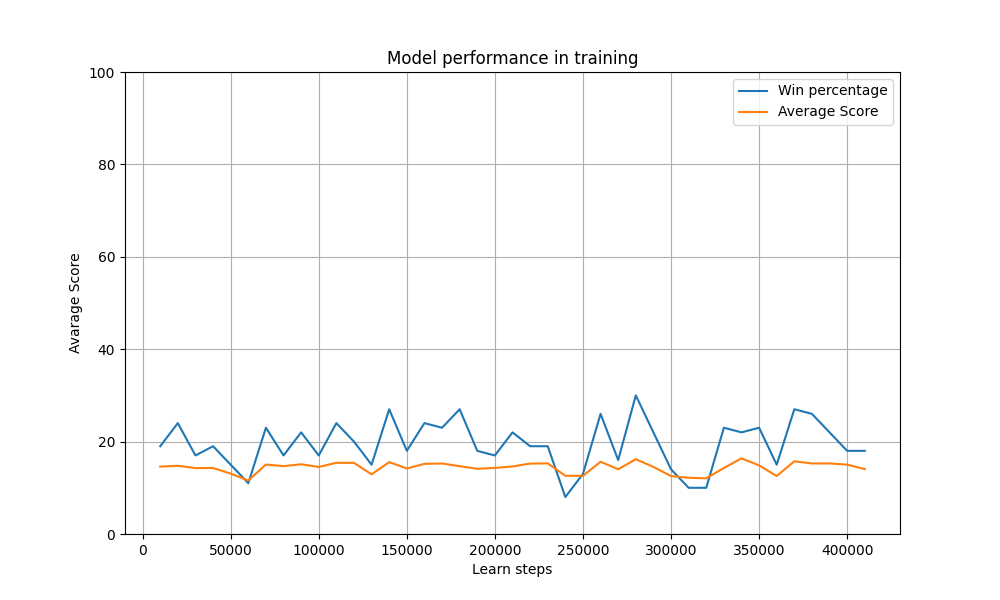 Model performance in training
100
80
60
40
20
0
Avarage Score
Win percentage
Average Score
0 50000 100000 150000 200000 250000 300000 350000 400000
Learn steps